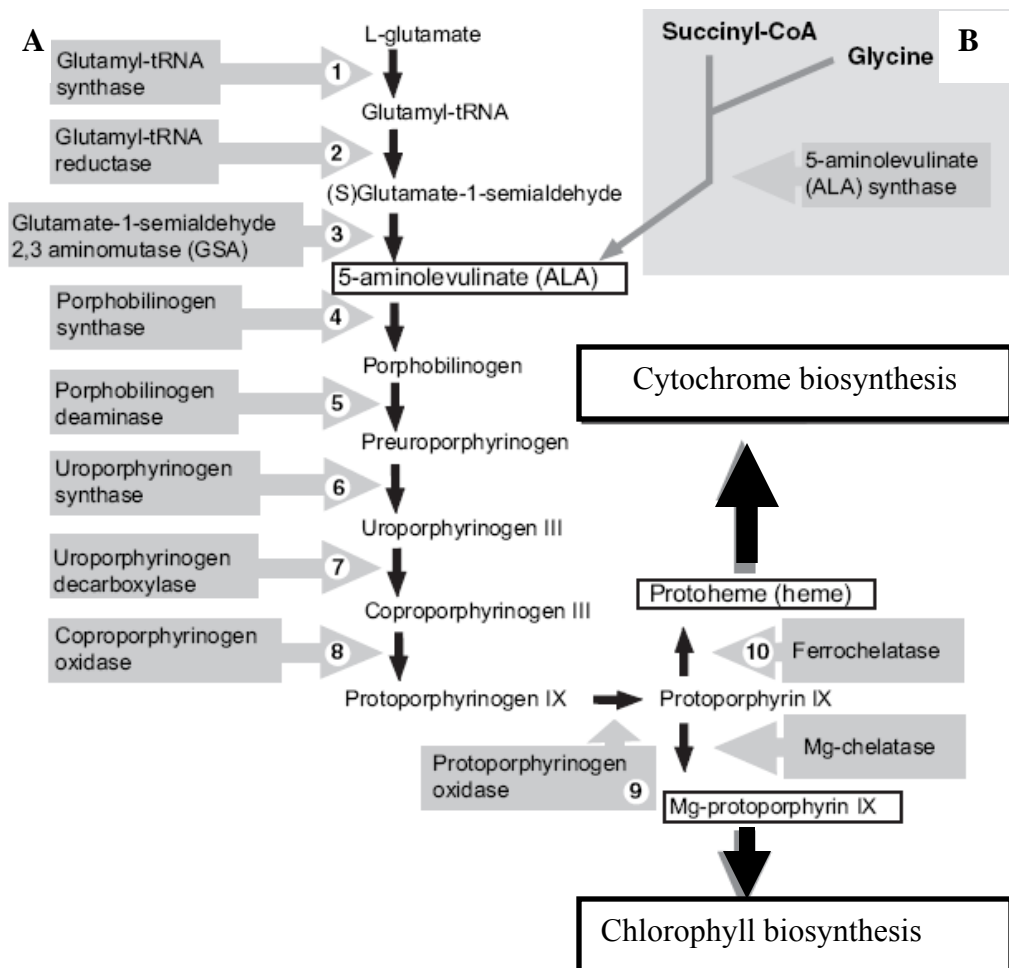 A
L-glutamate
Glutamyl-tRNA
synthase
1
Glutamyl-tRNA
Glutamyl-tRNA
reductase
2
(S)Glutamate-1-semialdehyde
Glutamate-1-semialdehyde
2,3 aminomutase (GSA)
3
5-aminolevulinate (ALA)
B
Succinyl-CoA
Glycine
5-aminolevulinate
(ALA) synthase
Porphobilinogen
synthase
4
Porphobilinogen
Porphobilinogen
deaminase
5
Preuroporphyrinogen
Uroporphyrinogen
synthase
6
Uroporphyrinogen III
Uroporphyrinogen
decarboxylase
7
Coproporphyrinogen III
Coproporphyrinogen
oxidase
8
Protoporphyrinogen IX
Protoporphyrinogen
oxidase
9
Protoporphyrin IX
10
Ferrochelatase
Protoheme (heme)
Cytochrome biosynthesis
Mg-chelatase
Mg-protoporphyrin IX
Chlorophyll biosynthesis